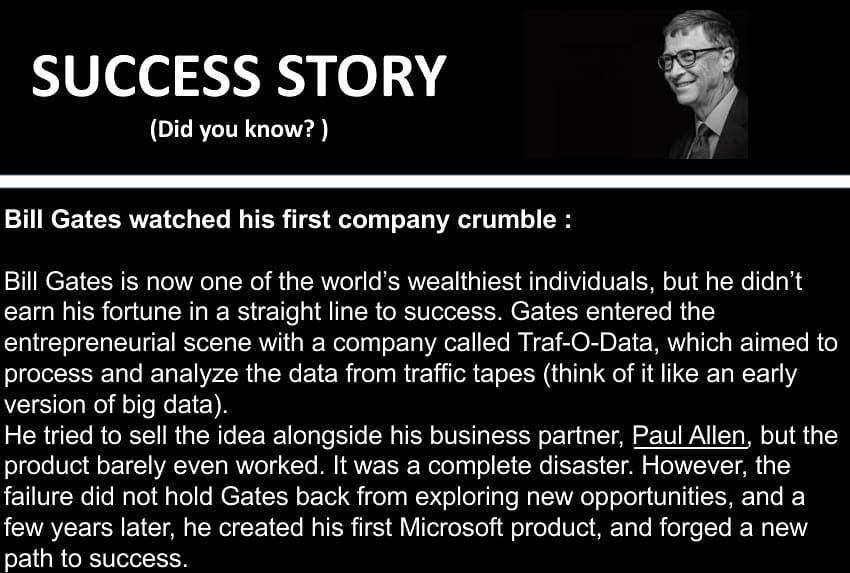 SUCCESS STORY
(Did you know? )
Bill Gates watched his first company crumble :
Bill Gates is now one of the world’s wealthiest individuals, but he didn’t
earn his fortune in a straight line to success. Gates entered the
entrepreneurial scene with a company called Traf-O-Data, which aimed to
process and analyze the data from traffic tapes (think of it like an early
version of big data).
He tried to sell the idea alongside his business partner, Paul Allen, but the
product barely even worked. It was a complete disaster. However, the
failure did not hold Gates back from exploring new opportunities, and a
few years later, he created his first Microsoft product, and forged a new
path to success.